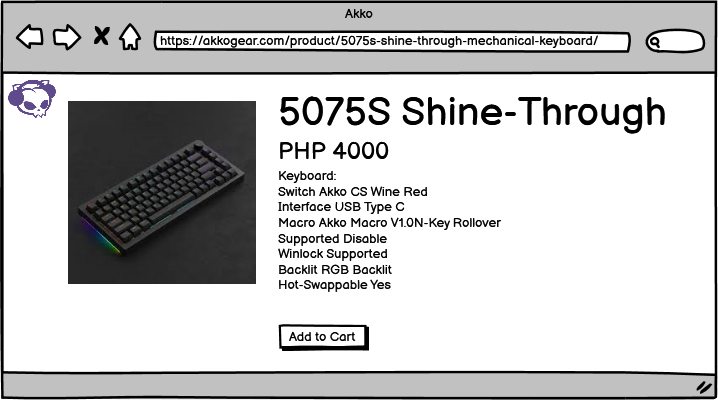 Akko
https://akkogear.com/product/5075s-shine-through-mechanical-keyboard/
5075S Shine-Through
PHP 4000
Keyboard:
Switch Akko CS Wine Red
Interface USB Type C
Macro Akko Macro V1.0N-Key Rollover
Supported Disable
Winlock Supported
Backlit RGB Backlit
Hot-Swappable Yes
Add to Cart